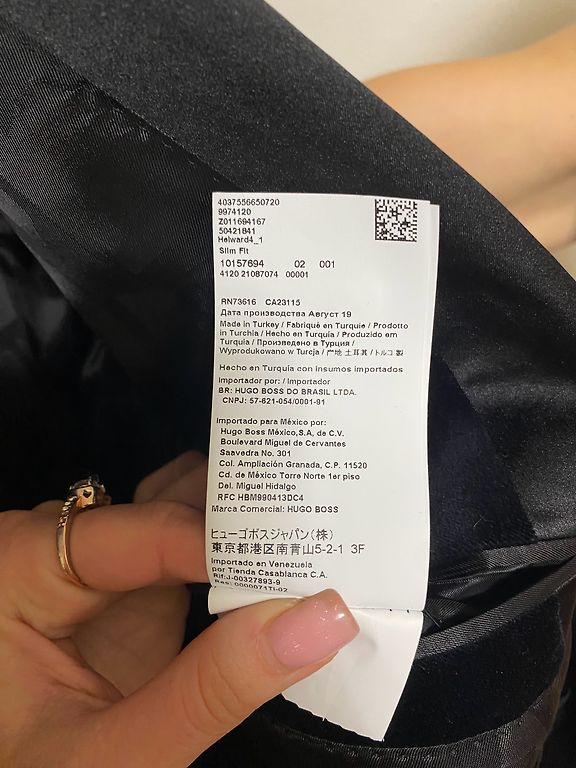 4037556650720
9974120
Z011694167
50421841
Helward4_1
Slim Fit
10157694 02 001
4120 21087074 00001
RN73616 CA23115
Дата производства Август 19
Made in Turkey / Fabriqué en Turquie / Prodotto
in Turchia / Hecho en Turquía / Produzido em
Turquia / Произведено в Турции /
Wyprodukowano w Turcja / 产地 土耳其 / トルコ 製
Hecho en Turquía con insumos importados
Importador por: / Importador
BR: HUGO BOSS DO BRASIL LTDA.
CNPJ: 57-621-054/0001-91
Importado para México por:
Hugo Boss México,S.A, de C.V.
Boulevard Miguel de Cervantes
Saavedra No. 301
Col. Ampliación Granada, C.P. 11520
Cd. de México Torre Norte 1er piso
Del. Miguel Hidalgo
RFC HBM990413DC4
Marca Comercial: HUGO BOSS
ヒューゴボスジャパン(株)
東京都港区南青山5-2-1 3F
Importado en Venezuela
por Tienda Casablanca C.A.
Rif:J-00327893-9
Res: 0000071TI-02